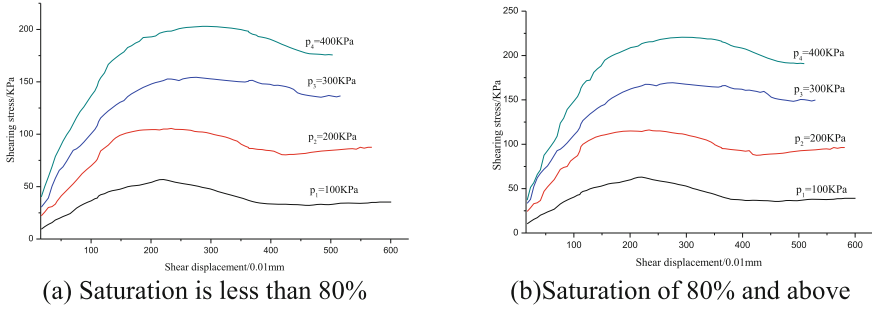 Shearing stress/KPa
200
150
100
50
0
p4=400KPa
p3=300KPa
p2=200KPa
p1=100KPa
100 200 300 400 500 600
Shear displacement/0.01mm
(a) Saturation is less than 80%
Shearing stress/KPa
250
200
150
100
50
0
p4=400KPa
p3=300KPa
p2=200KPa
p1=100KPa
100 200 300 400 500 600
Shear displacement/0.01mm
(b)Saturation of 80% and above